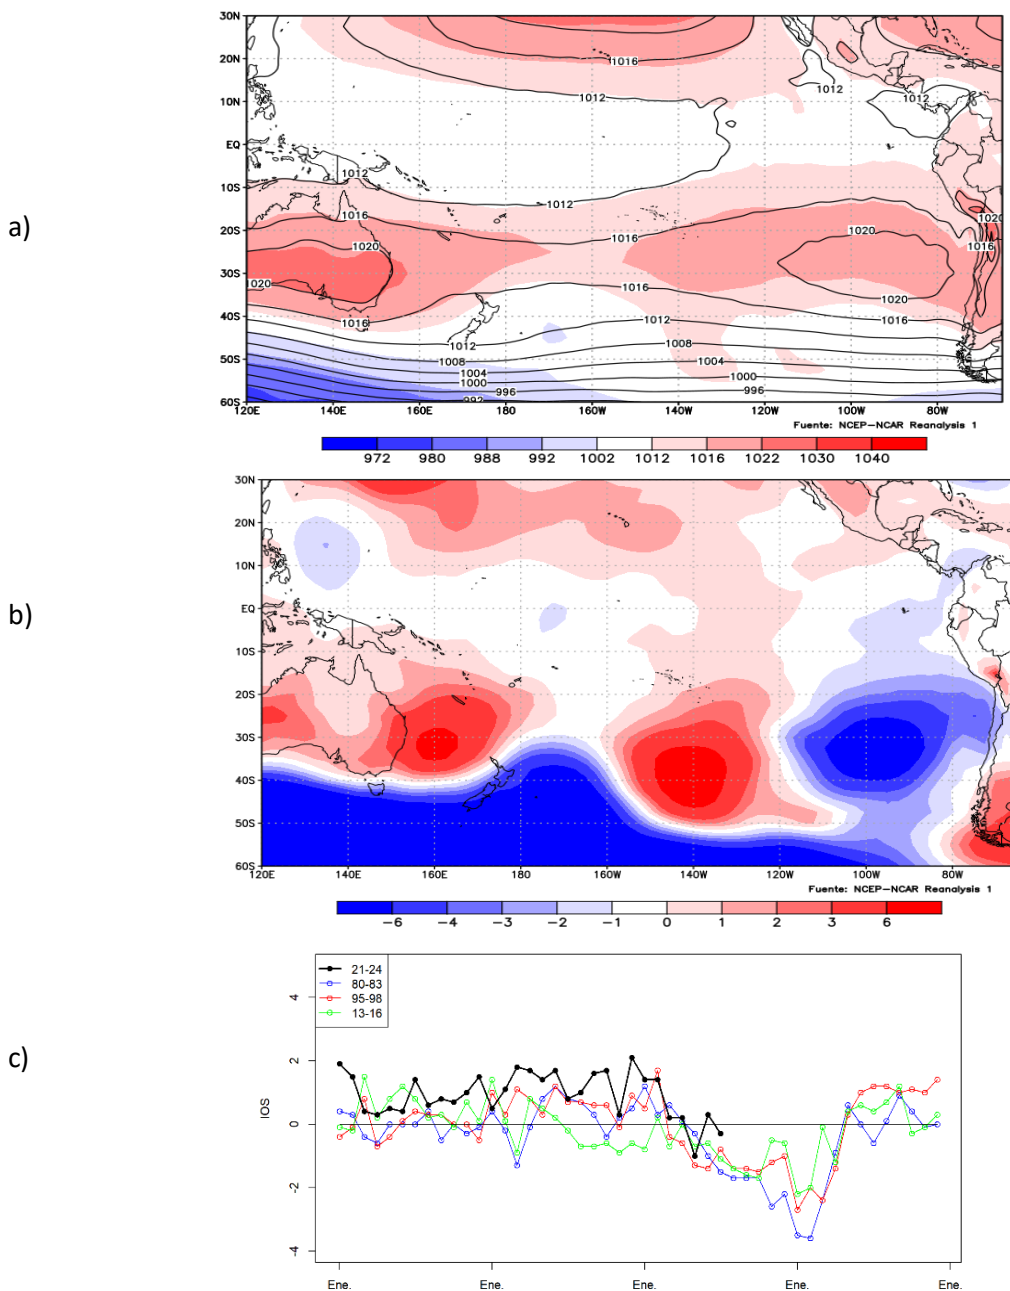 a)
30N
20N
10N
EQ
10S
20S
30S
40S
50S
60S
1016
1012
1012
1012
1012
1012
1016
1016
1020
1020
1020
1020
1016
1020
1016
1016
1016
1012
1012
1008
1008
1004
1004
1000
1000
996
996
992
120E 140E 160E 180 160W 140W 120W 100W 80W
Fuente: NCEP-NCAR Reanalysis 1
972 980 988 992 1002 1012 1016 1022 1030 1040
b)
30N
20N
10N
EQ
10S
20S
30S
40S
50S
60S
120E 140E 160E 180 160W 140W 120W 100W 80W
Fuente: NCEP-NCAR Reanalysis 1
-6 -4 -3 -2 -1 0 1 2 3 6
c)
21-24
80-83
95-98
13-16
IOS
4
2
0
-2
-4
Ene. Ene. Ene. Ene. Ene.